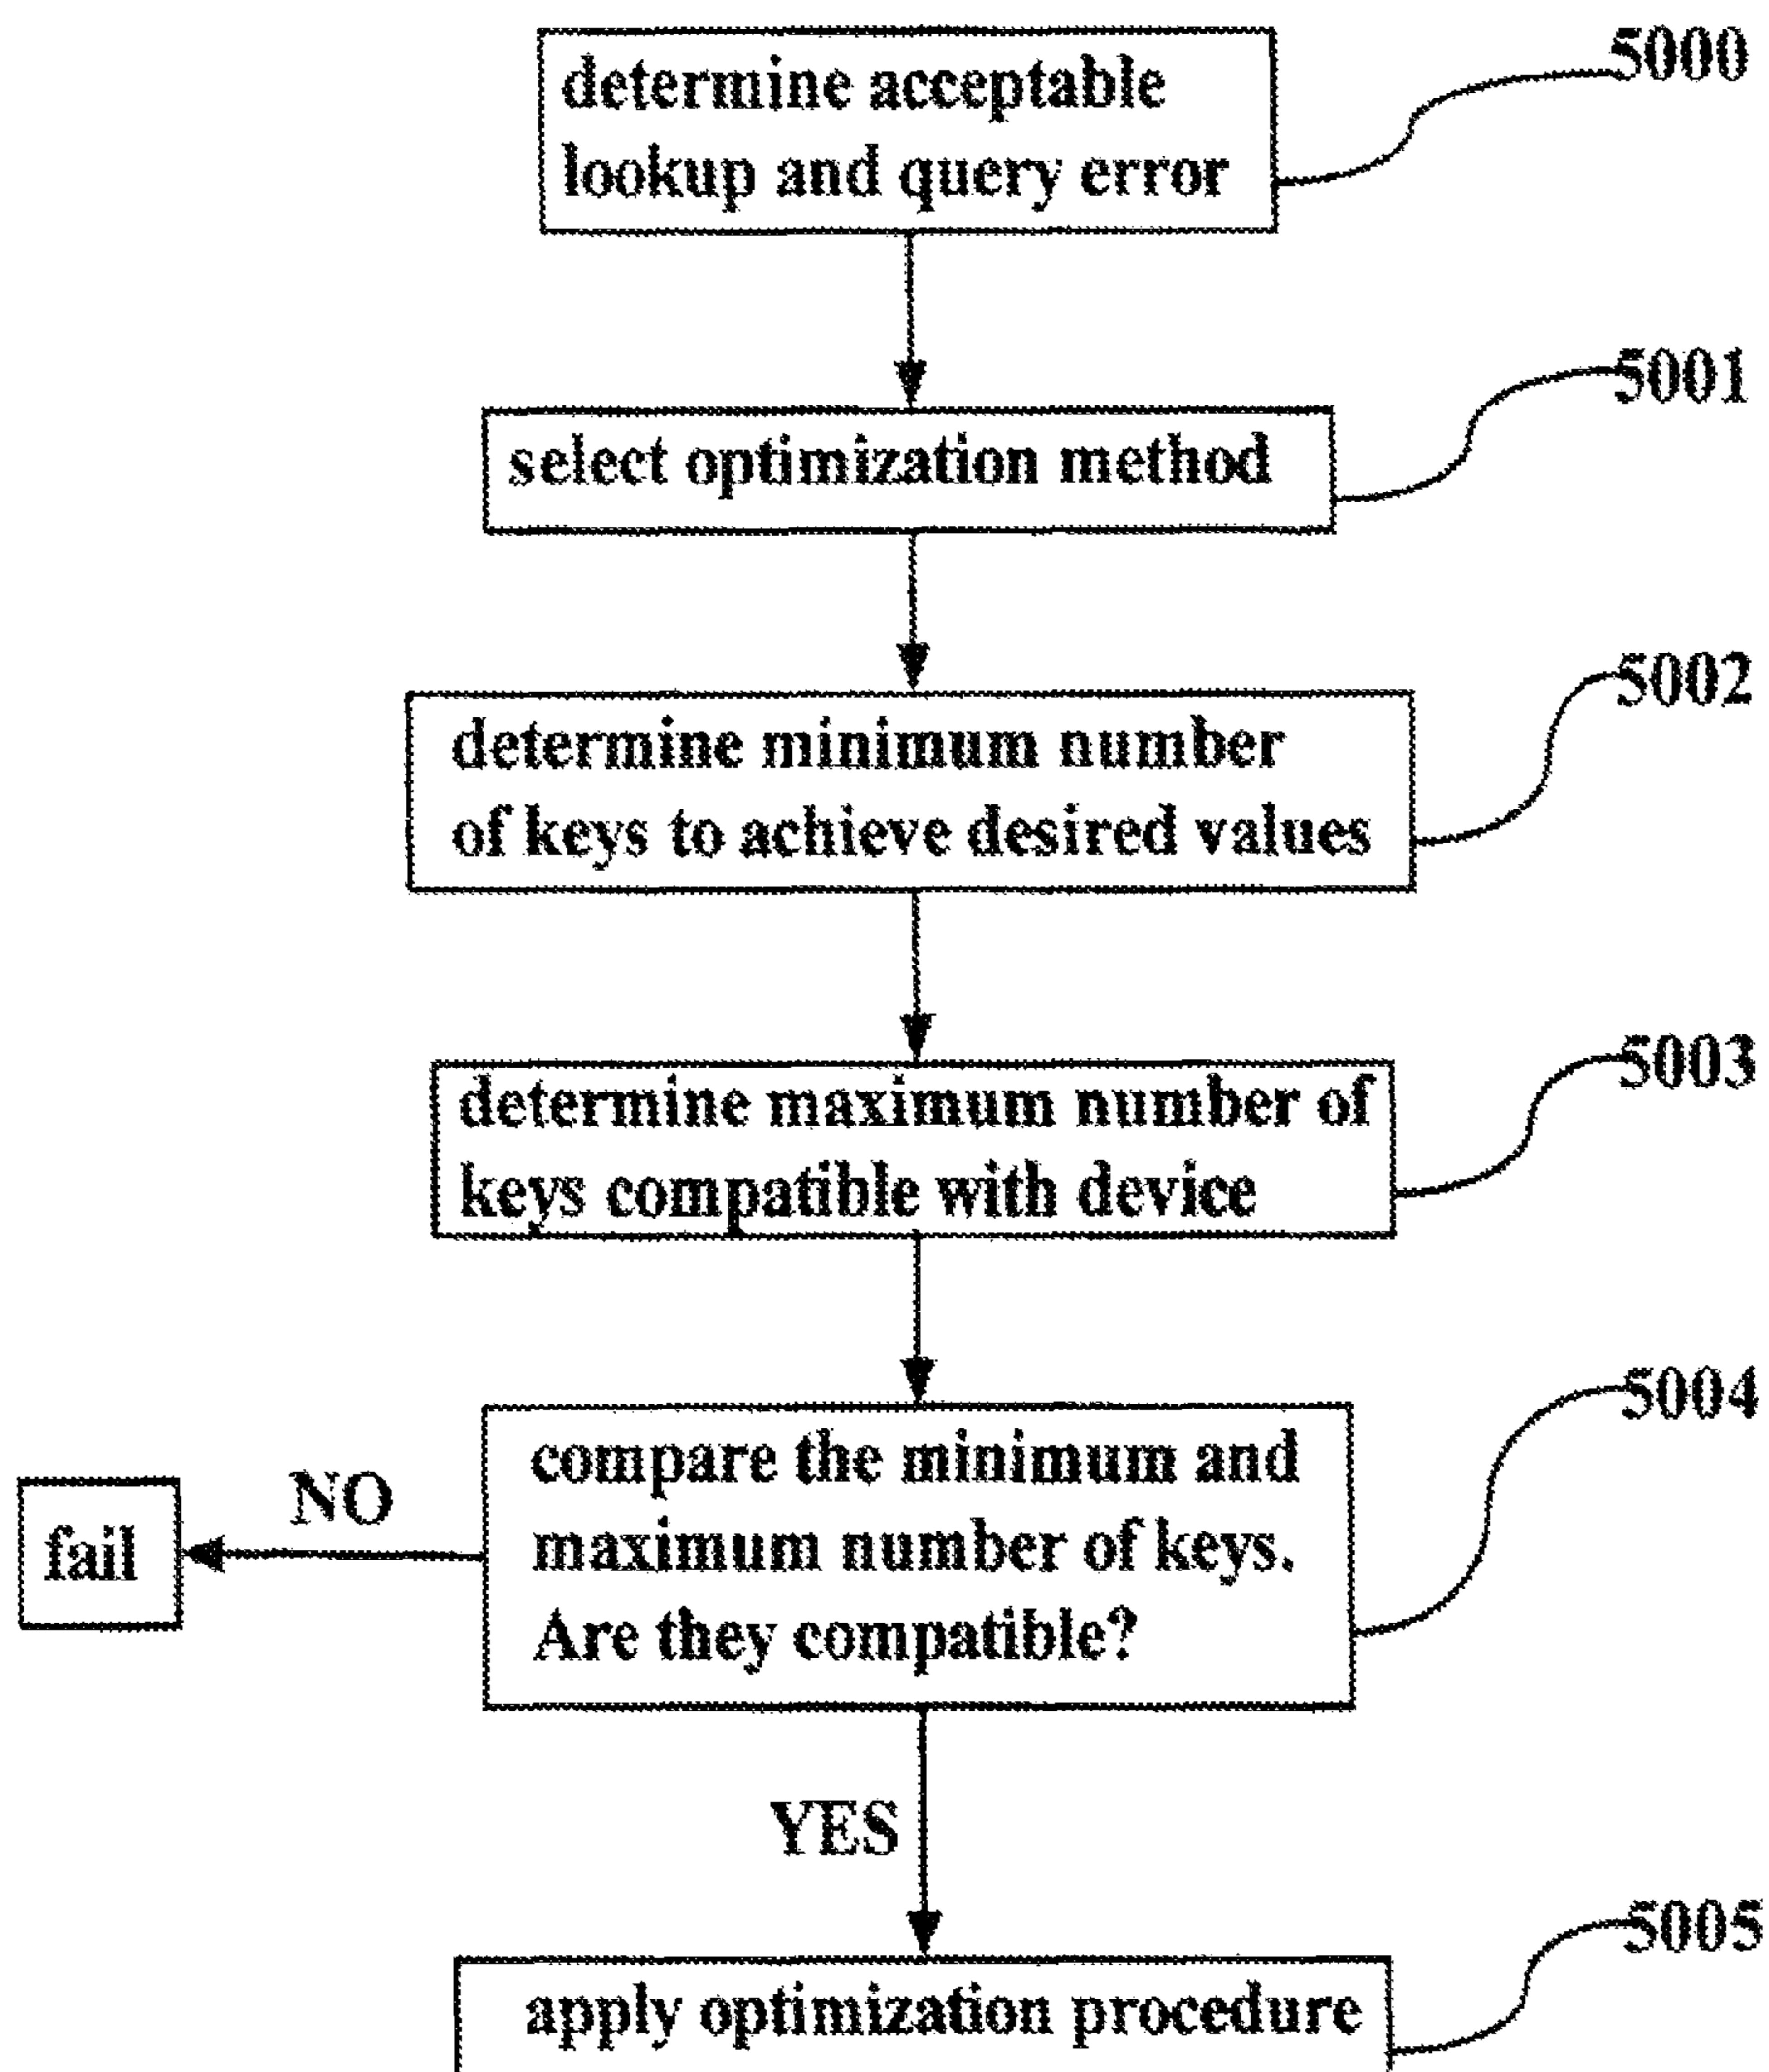 determine acceptable
lookup and query error
5000
select optimization method
5001
determine minimum number
of keys to achieve desired values
5002
determine maximum number of
keys compatible with device
5003
compare the minimum and
maximum number of keys.
Are they compatible?
5004
NO
fail
YES
apply optimization procedure
5005